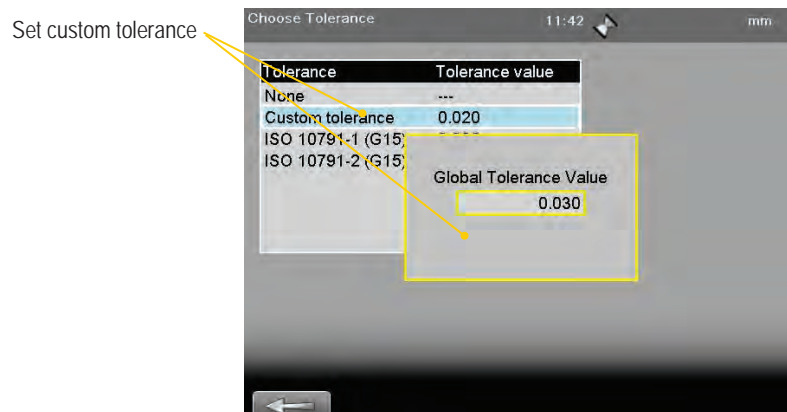 Set custom tolerance
Choose Tolerance 11:42 mm
Tolerance Tolerance value
None ---
Custom tolerance 0.020
ISO 10791-1 (G15)
ISO 10791-2 (G15)
Global Tolerance Value
0.030